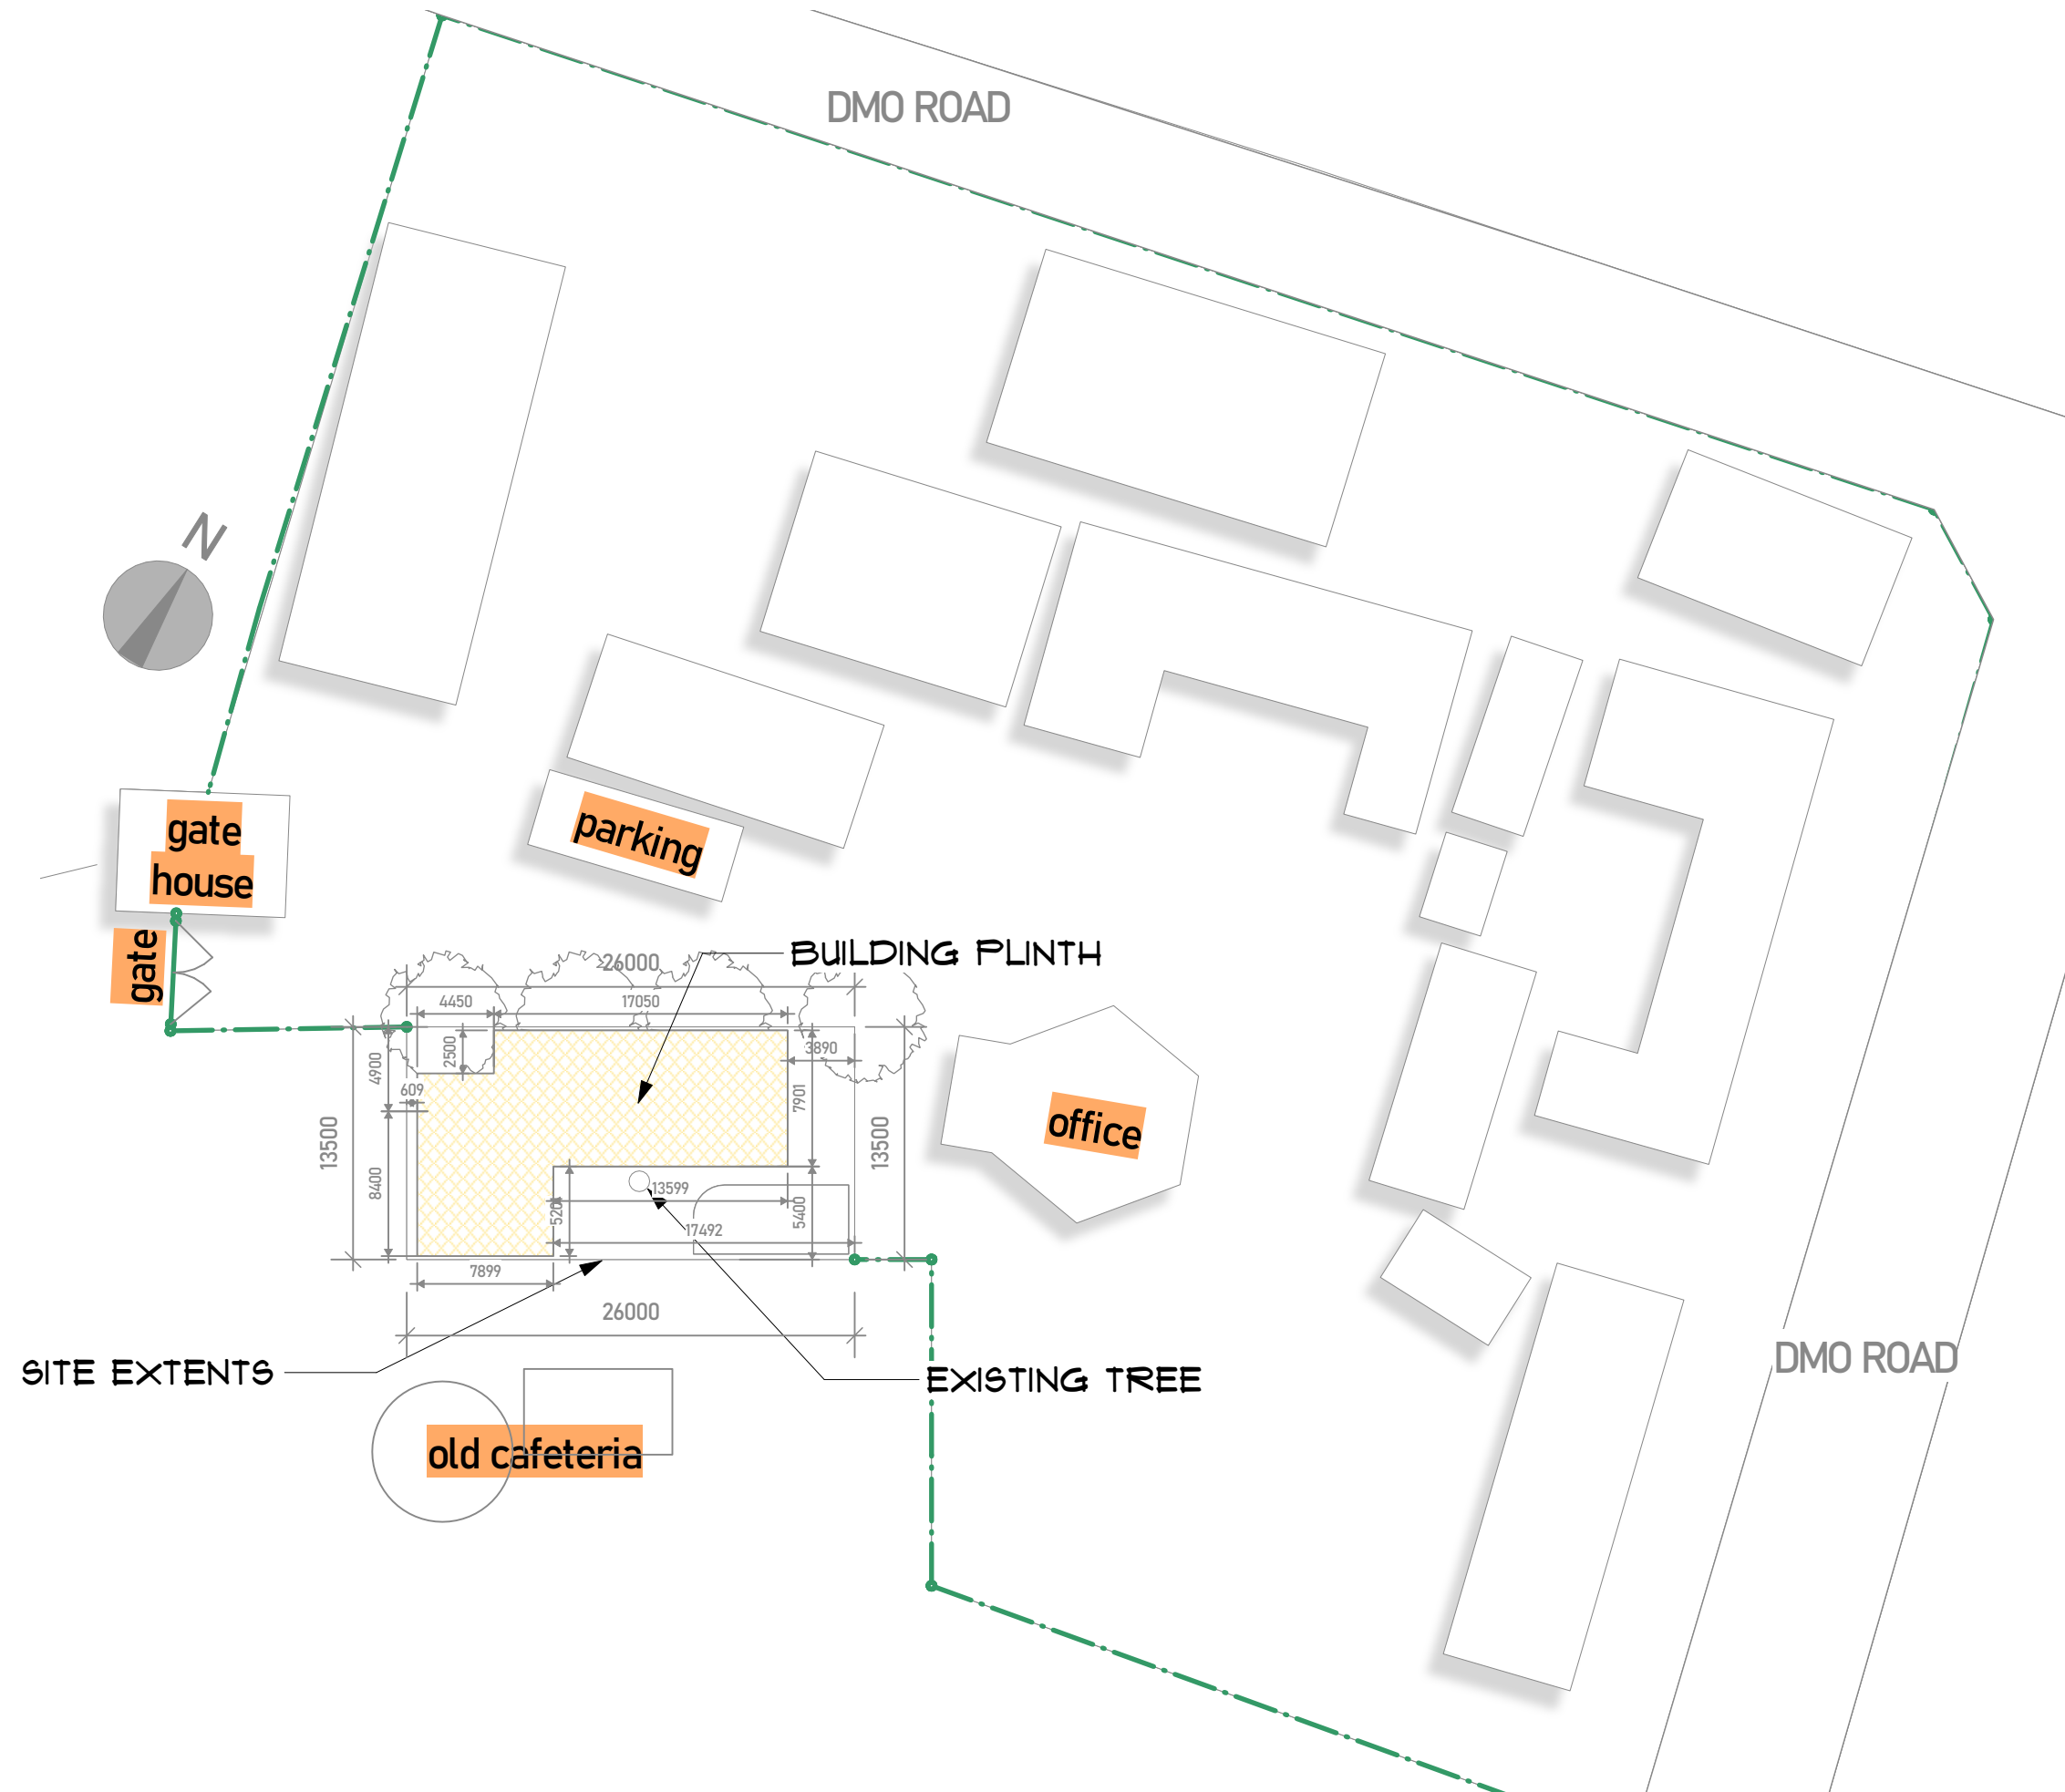 DMO ROAD
N
gate
house
parking
gate
BUILDING PLINTH
26000
4450
17050
2500
3890
4900
609
7901
13500
13500
office
8400
13599
5400
17492
7899
26000
SITE EXTENTS
EXISTING TREE
DMO ROAD
old cafeteria